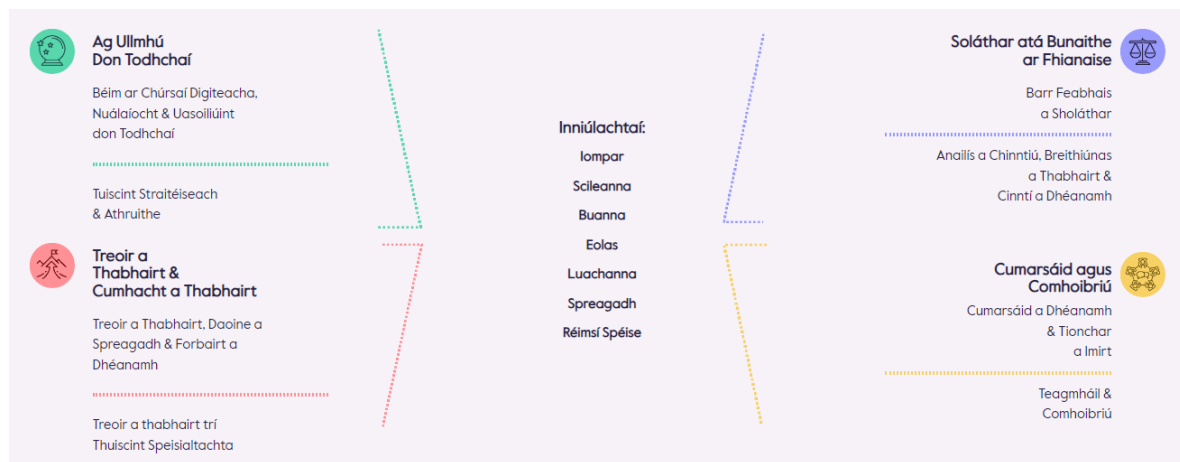 Ag Ullmhú
Don Todhchaí
Béim ar Chúrsaí Digiteacha,
Nuálaíocht & Uasoiliúint
don Todhchaí
Tuiscint Straitéiseach
& Athruithe
Treoir a
Thabhairt &
Cumhacht a Thabhairt
Treoir a Thabhairt, Daoine a
Spreagadh & Forbairt a
Dhéanamh
Treoir a thabhairt trí
Thuiscint Speisialtachta
Inniúlachtaí:
Iompar
Scileanna
Buanna
Eolas
Luachanna
Spreagadh
Réimsí Spéise
Soláthar atá Bunaithe
ar Fhianaise
Barr Feabhais
a Sholáthar
Anailís a Chinntiú, Breithiúnas
a Thabhairt &
Cinntí a Dhéanamh
Cumarsáid agus
Comhoibriú
Cumarsáid a Dhéanamh
& Tionchar
a Imirt
Teagmháil &
Comhoibriú